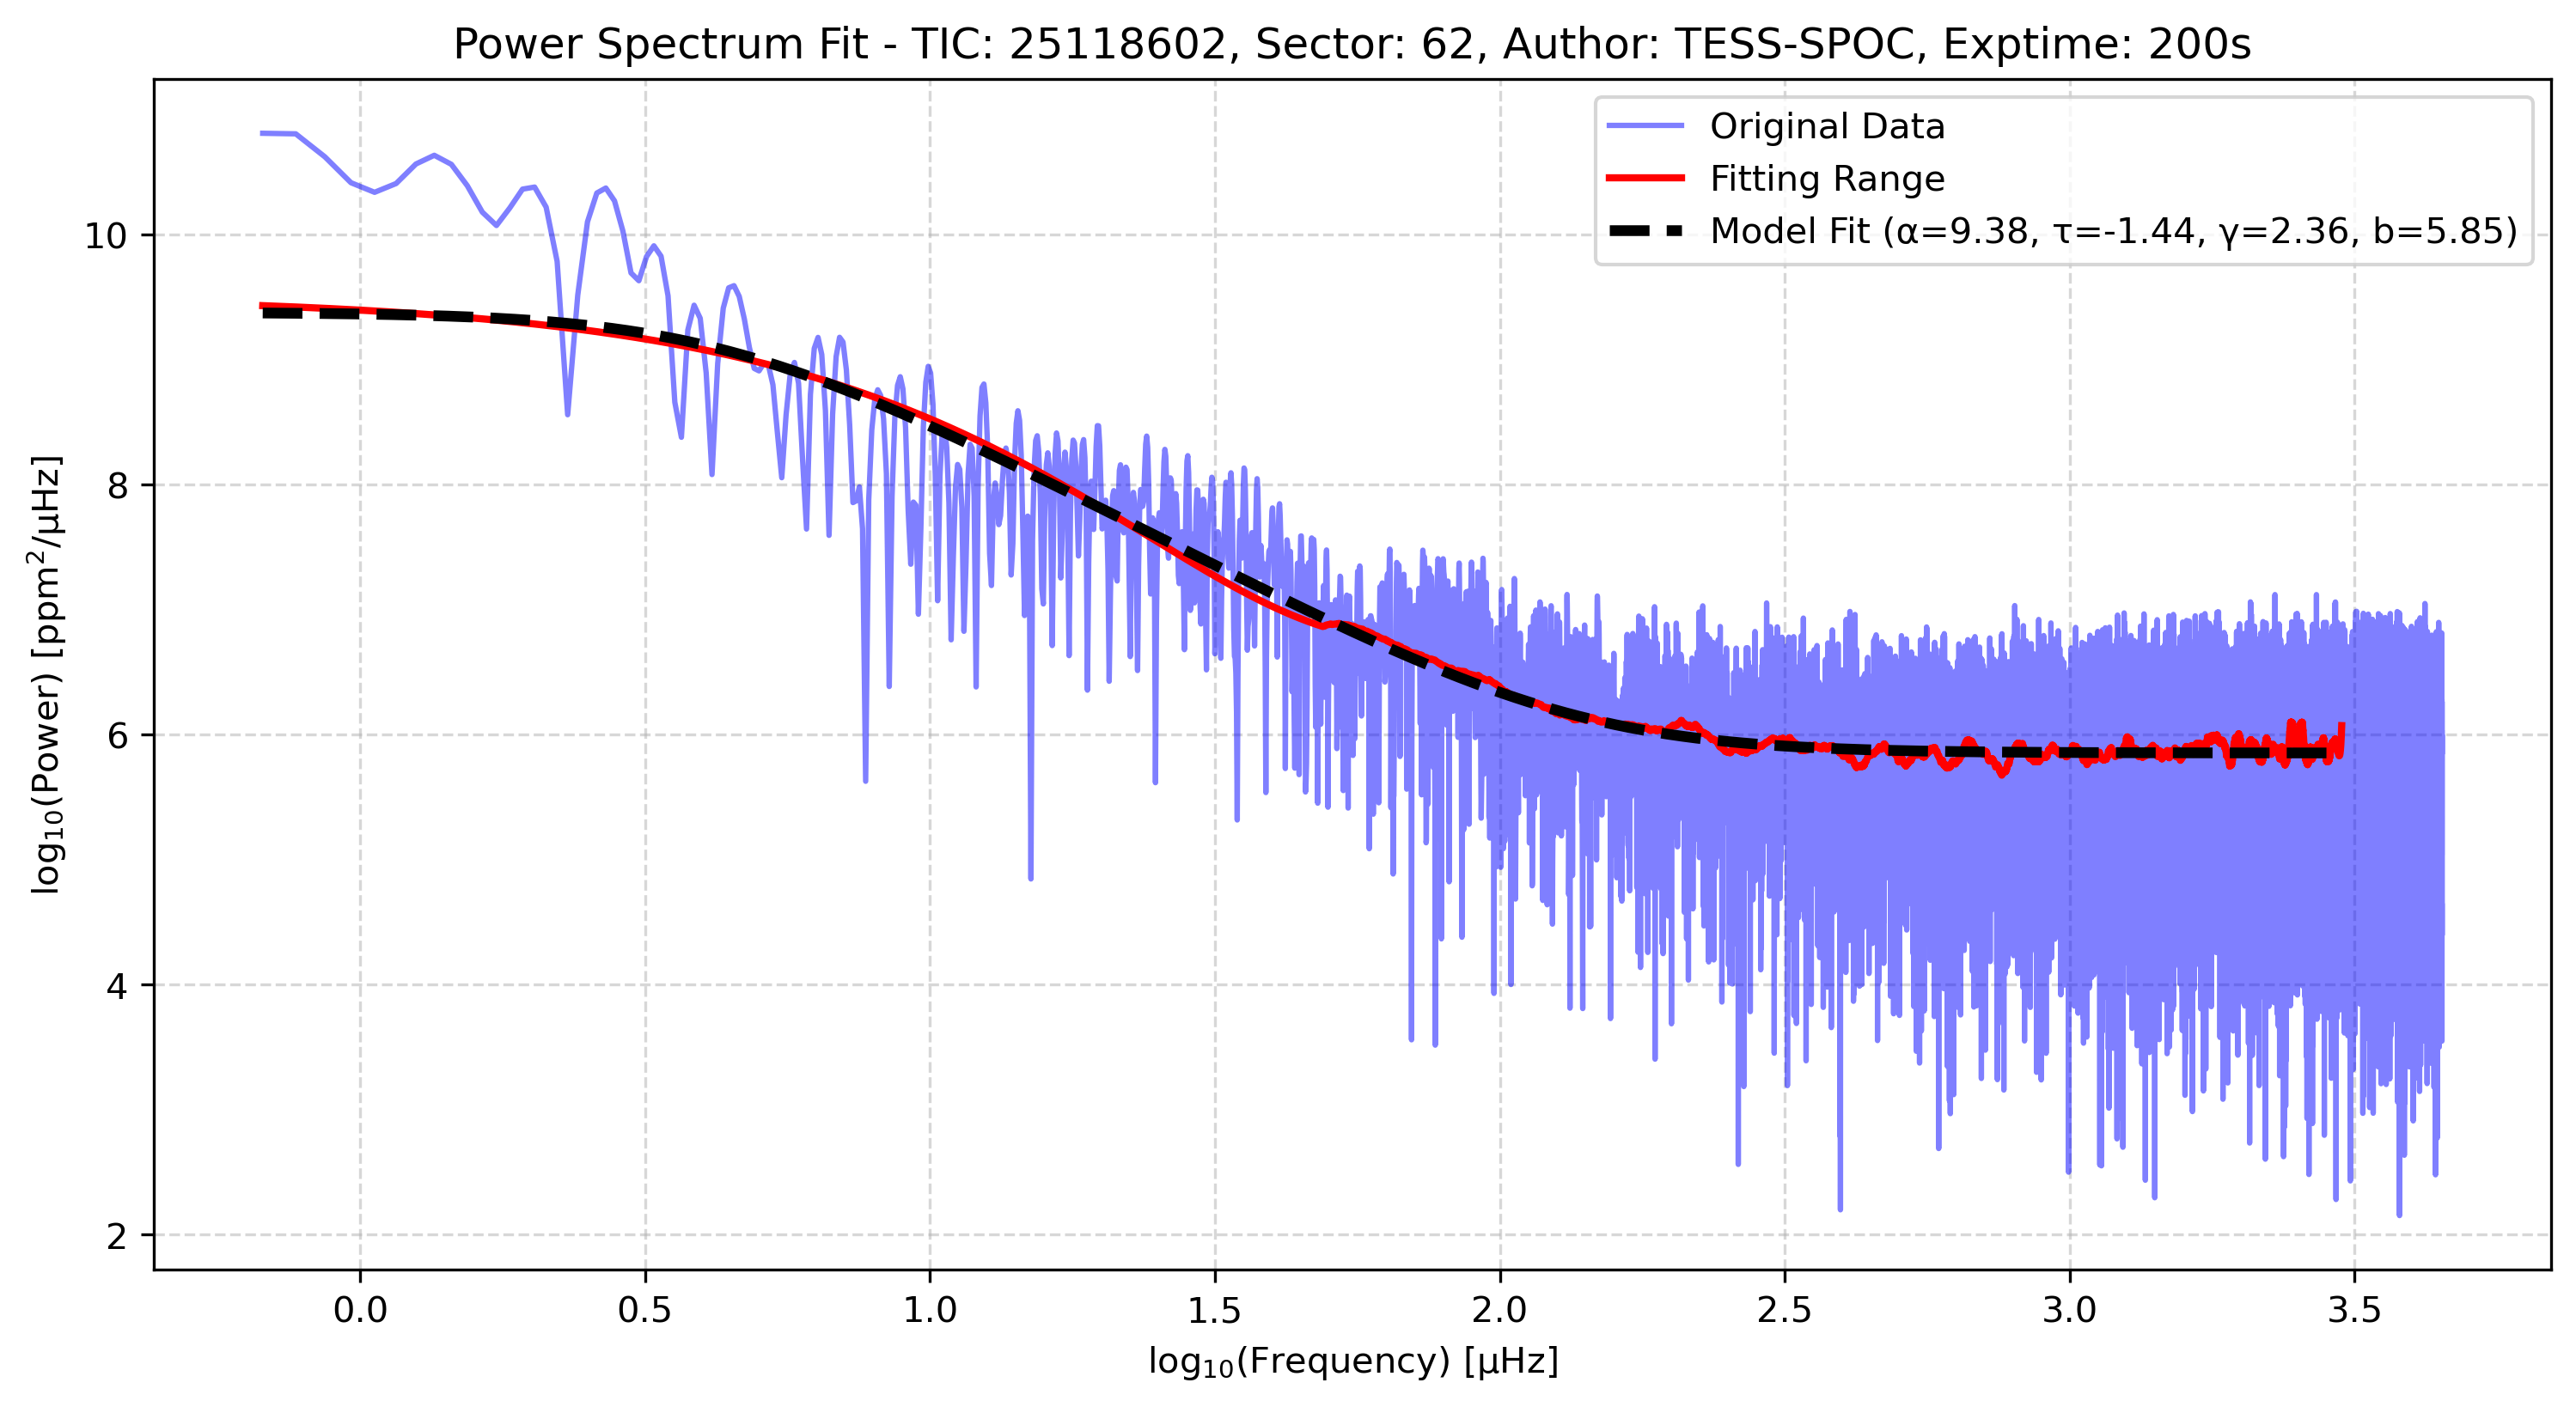 Power Spectrum Fit - TIC: 25118602, Sector: 62, Author: TESS-SPOC, Exptime: 200s
Original Data
Fitting Range
Model Fit (α=9.38, τ=-1.44, γ=2.36, b=5.85)
log₁₀(Power) [ppm²/μHz]
10
8
6
4
2
0.0 0.5 1.0 1.5 2.0 2.5 3.0 3.5
log₁₀(Frequency) [μHz]